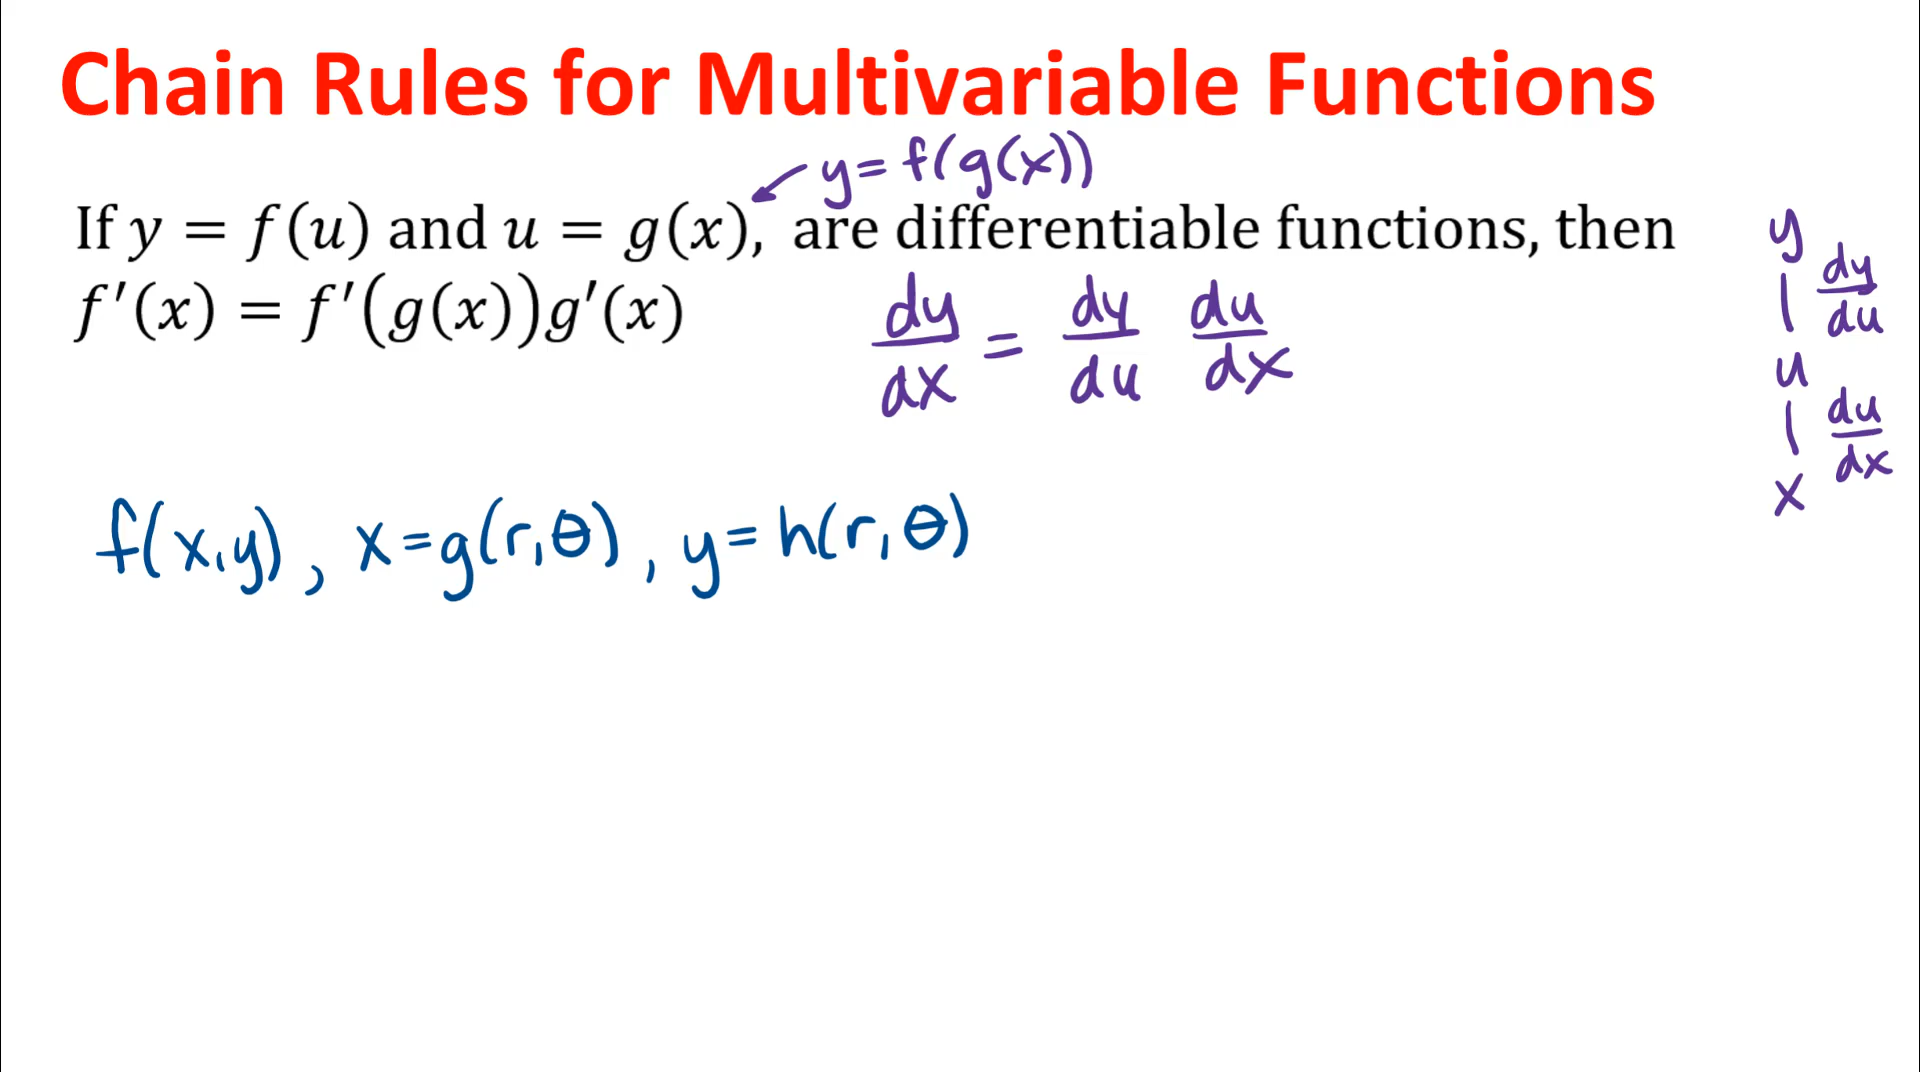 Chain Rules for Multivariable Functions
y = f(g(x))
If y = f(u) and u = g(x), are differentiable functions, then
f′(x) = f′(g(x))g′(x)
dy/dx = dy/du du/dx
y
dy/du
u
du/dx
x
f(x,y), x=g(r,θ), y=h(r,θ)